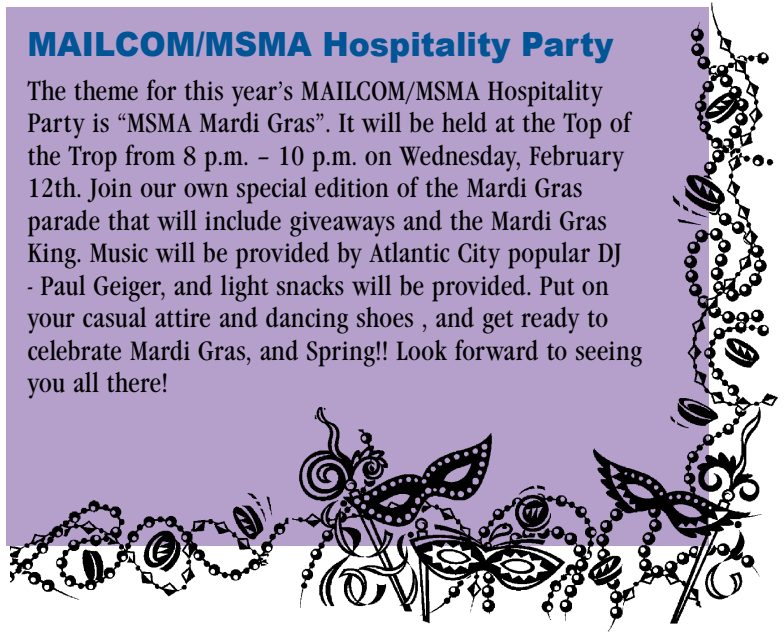 MAILCOM/MSMA Hospitality Party
The theme for this year’s MAILCOM/MSMA Hospitality
Party is “MSMA Mardi Gras”. It will be held at the Top of
the Trop from 8 p.m. – 10 p.m. on Wednesday, February
12th. Join our own special edition of the Mardi Gras
parade that will include giveaways and the Mardi Gras
King. Music will be provided by Atlantic City popular DJ
- Paul Geiger, and light snacks will be provided. Put on
your casual attire and dancing shoes , and get ready to
celebrate Mardi Gras, and Spring!! Look forward to seeing
you all there!